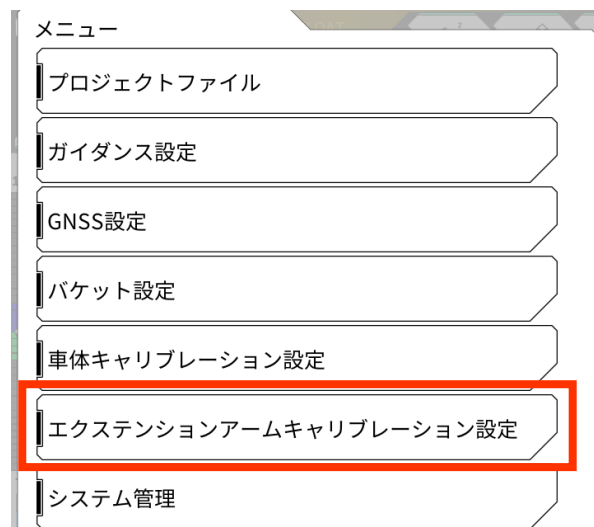 メニュー
プロジェクトファイル
ガイダンス設定
GNSS設定
バケット設定
車体キャリブレーション設定
エクステンションアームキャリブレーション設定
システム管理